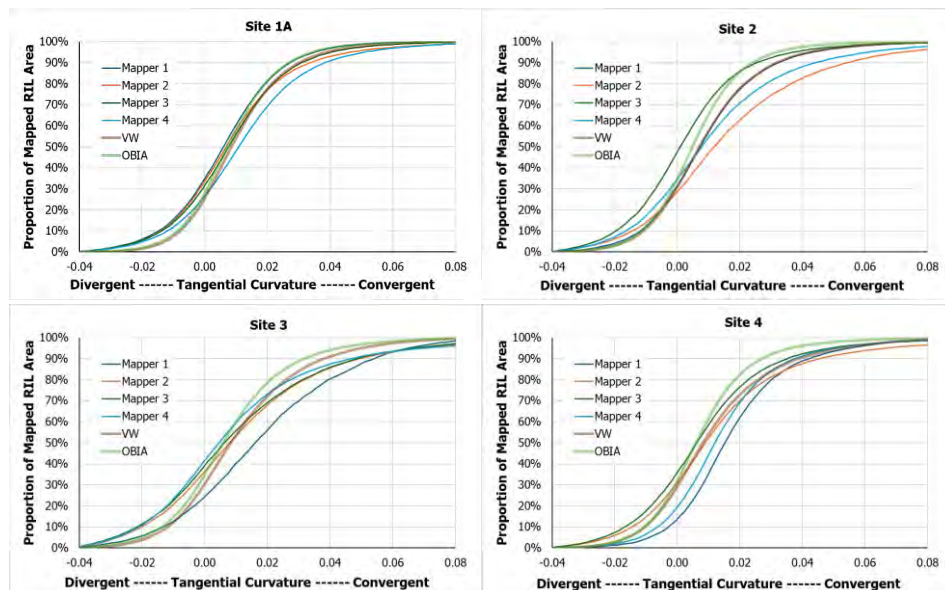 Site 1A
Proportion of Mapped RIL Area
100%
90%
80%
70%
60%
50%
40%
30%
20%
10%
0%
Mapper 1
Mapper 2
Mapper 3
Mapper 4
VW
OBIA
-0.04 -0.02 0.00 0.02 0.04 0.06 0.08
Divergent ------ Tangential Curvature ------ Convergent
Site 2
Proportion of Mapped RIL Area
100%
90%
80%
70%
60%
50%
40%
30%
20%
10%
0%
Mapper 1
Mapper 2
Mapper 3
Mapper 4
VW
OBIA
-0.04 -0.02 0.00 0.02 0.04 0.06 0.08
Divergent ------ Tangential Curvature ------ Convergent
Site 3
Proportion of Mapped RIL Area
100%
90%
80%
70%
60%
50%
40%
30%
20%
10%
0%
Mapper 1
Mapper 2
Mapper 3
Mapper 4
VW
OBIA
-0.04 -0.02 0.00 0.02 0.04 0.06 0.08
Divergent ------ Tangential Curvature ------ Convergent
Site 4
Proportion of Mapped RIL Area
100%
90%
80%
70%
60%
50%
40%
30%
20%
10%
0%
Mapper 1
Mapper 2
Mapper 3
Mapper 4
VW
OBIA
-0.04 -0.02 0.00 0.02 0.04 0.06 0.08
Divergent ------ Tangential Curvature ------ Convergent